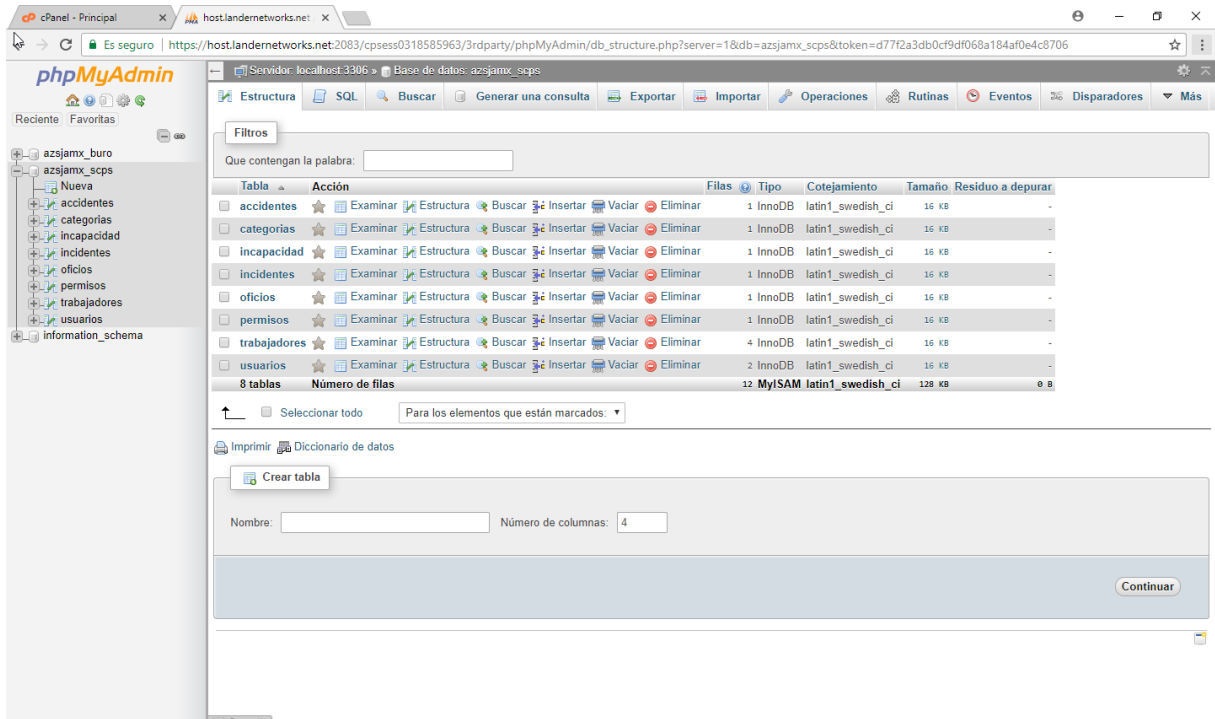 cPanel - Principal
host.landernetworks.net
Es seguro | https://host.landernetworks.net:2083/cpsess0318585963/3rdparty/phpMyAdmin/db_structure.php?server=1&db=azsjamx_scps&token=d77f2a3db0cf9df068a184af0e4c8706
phpMyAdmin
Reciente Favoritas
azsjamx_buro
azsjamx_scps
Nueva
accidentes
categorias
incapacidad
incidentes
oficios
permisos
trabajadores
usuarios
information_schema
Servidor: localhost:3306 » Base de datos: azsjamx_scps
Estructura SQL Buscar Generar una consulta Exportar Importar Operaciones Rutinas Eventos Disparadores Más
Filtros
Que contengan la palabra:
Tabla Acción Filas Tipo Cotejamiento Tamaño Residuo a depurar
accidentes Examinar Estructura Buscar Insertar Vaciar Eliminar 1 InnoDB latin1_swedish_ci 16 KB -
categorias Examinar Estructura Buscar Insertar Vaciar Eliminar 1 InnoDB latin1_swedish_ci 16 KB -
incapacidad Examinar Estructura Buscar Insertar Vaciar Eliminar 1 InnoDB latin1_swedish_ci 16 KB -
incidentes Examinar Estructura Buscar Insertar Vaciar Eliminar 1 InnoDB latin1_swedish_ci 16 KB -
oficios Examinar Estructura Buscar Insertar Vaciar Eliminar 1 InnoDB latin1_swedish_ci 16 KB -
permisos Examinar Estructura Buscar Insertar Vaciar Eliminar 1 InnoDB latin1_swedish_ci 16 KB -
trabajadores Examinar Estructura Buscar Insertar Vaciar Eliminar 4 InnoDB latin1_swedish_ci 16 KB -
usuarios Examinar Estructura Buscar Insertar Vaciar Eliminar 2 InnoDB latin1_swedish_ci 16 KB -
8 tablas Número de filas 12 MyISAM latin1_swedish_ci 128 KB 0 B
Seleccionar todo Para los elementos que están marcados:
Imprimir Diccionario de datos
Crear tabla
Nombre: Número de columnas: 4
Continuar